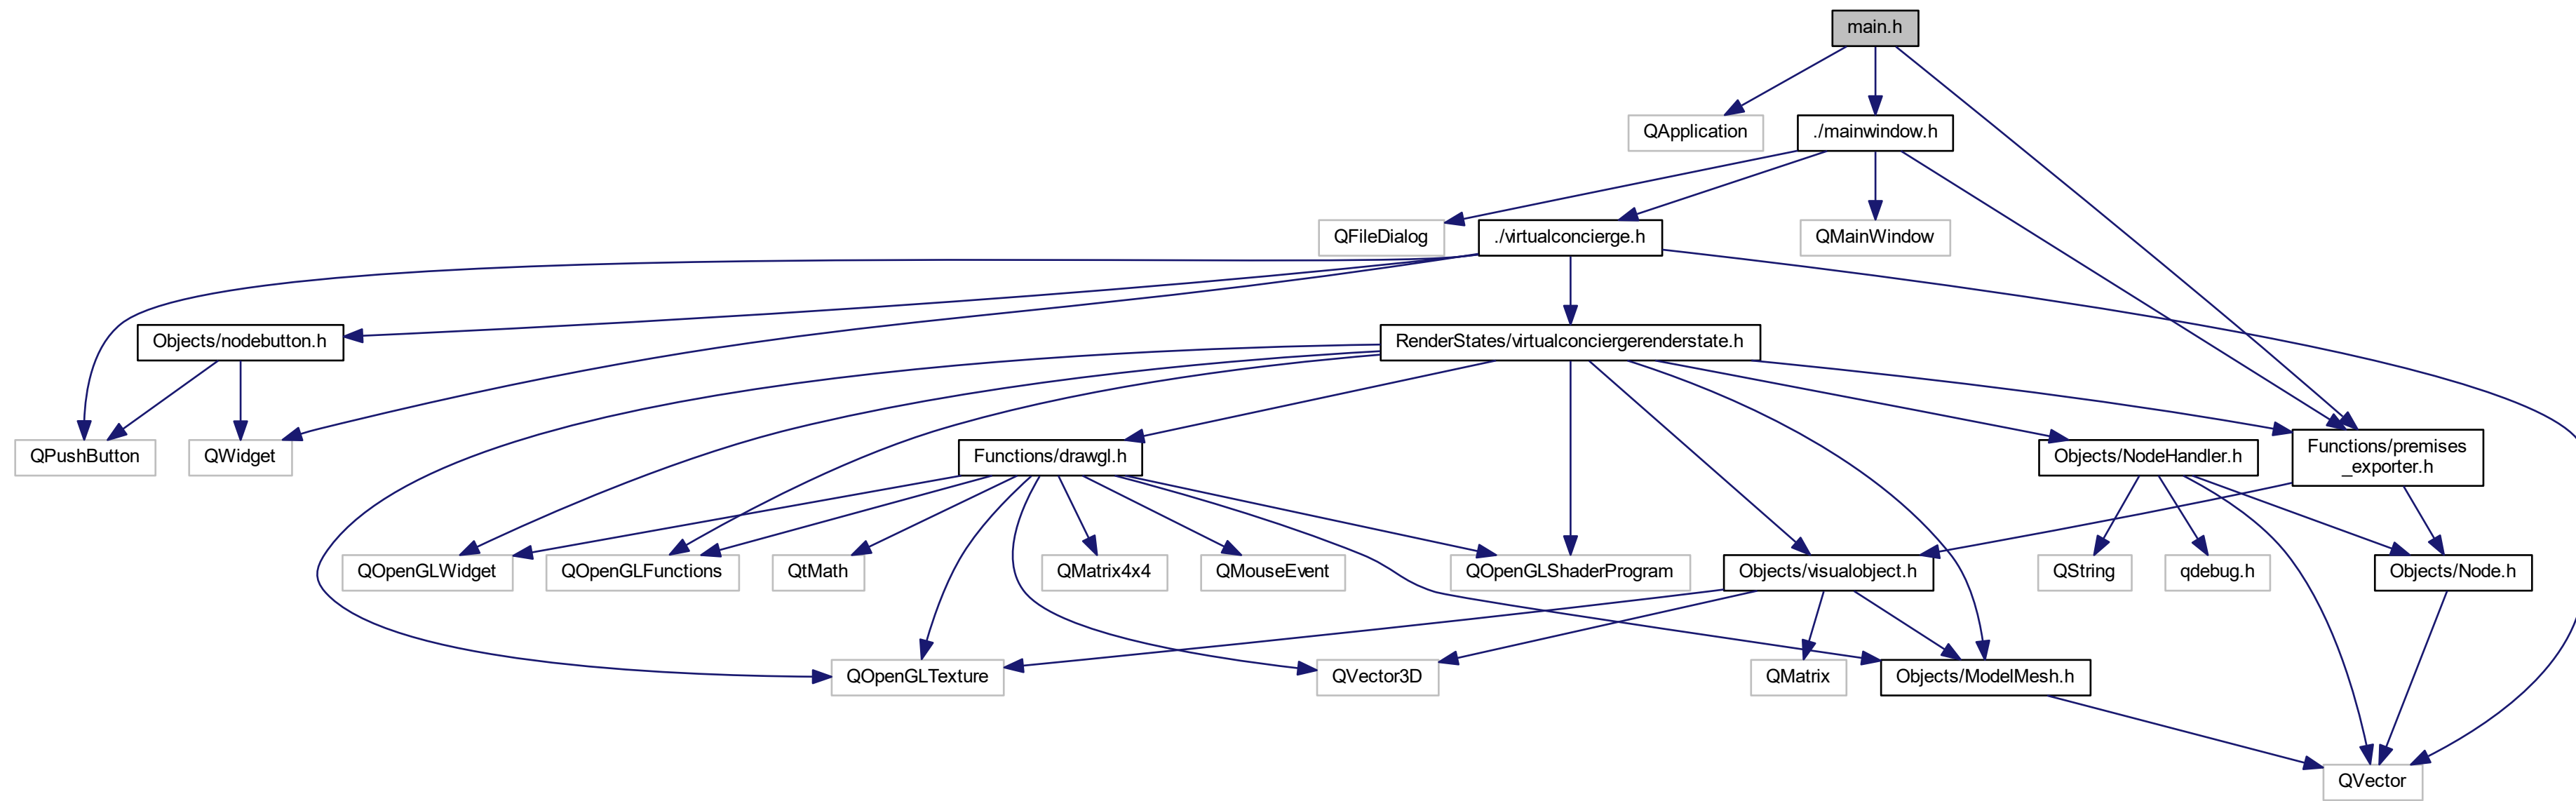 main.h
QApplication
./mainwindow.h
QFileDialog
./virtualconcierge.h
QMainWindow
Objects/nodebutton.h
RenderStates/virtualconciergerenderstate.h
QPushButton
QWidget
Functions/drawgl.h
Objects/NodeHandler.h
Functions/premises
_exporter.h
QOpenGLWidget
QOpenGLFunctions
QtMath
QMatrix4x4
QMouseEvent
QOpenGLShaderProgram
Objects/visualobject.h
QString
qdebug.h
Objects/Node.h
QOpenGLTexture
QVector3D
QMatrix
Objects/ModelMesh.h
QVector